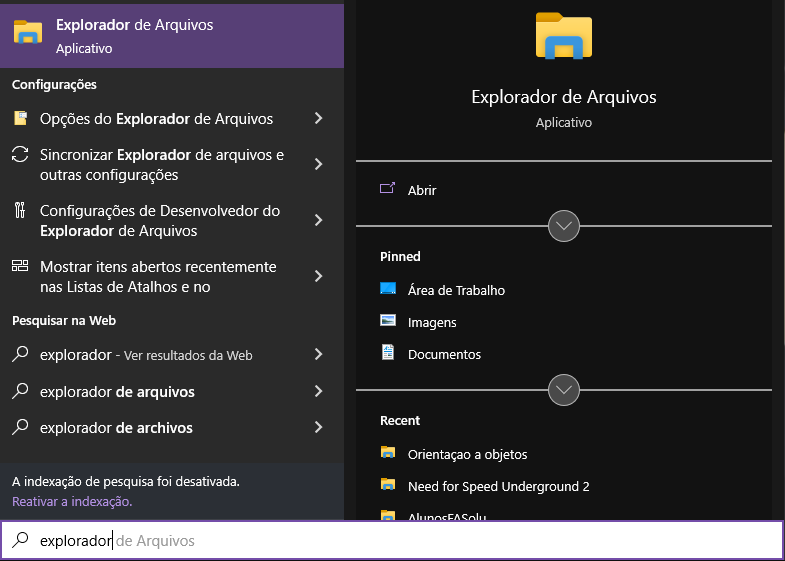 Explorador de Arquivos
Aplicativo
Configurações
Opções do Explorador de Arquivos
Sincronizar Explorador de arquivos e
outras configurações
Configurações de Desenvolvedor do
Explorador de Arquivos
Mostrar itens abertos recentemente
nas Listas de Atalhos e no
Pesquisar na Web
explorador - Ver resultados da Web
explorador de arquivos
explorador de archivos
A indexação de pesquisa foi desativada.
Reativar a indexação.
explorador de Arquivos
Explorador de Arquivos
Aplicativo
Abrir
Pinned
Área de Trabalho
Imagens
Documentos
Recent
Orientaçao a objetos
Need for Speed Underground 2
AlunosFASolu